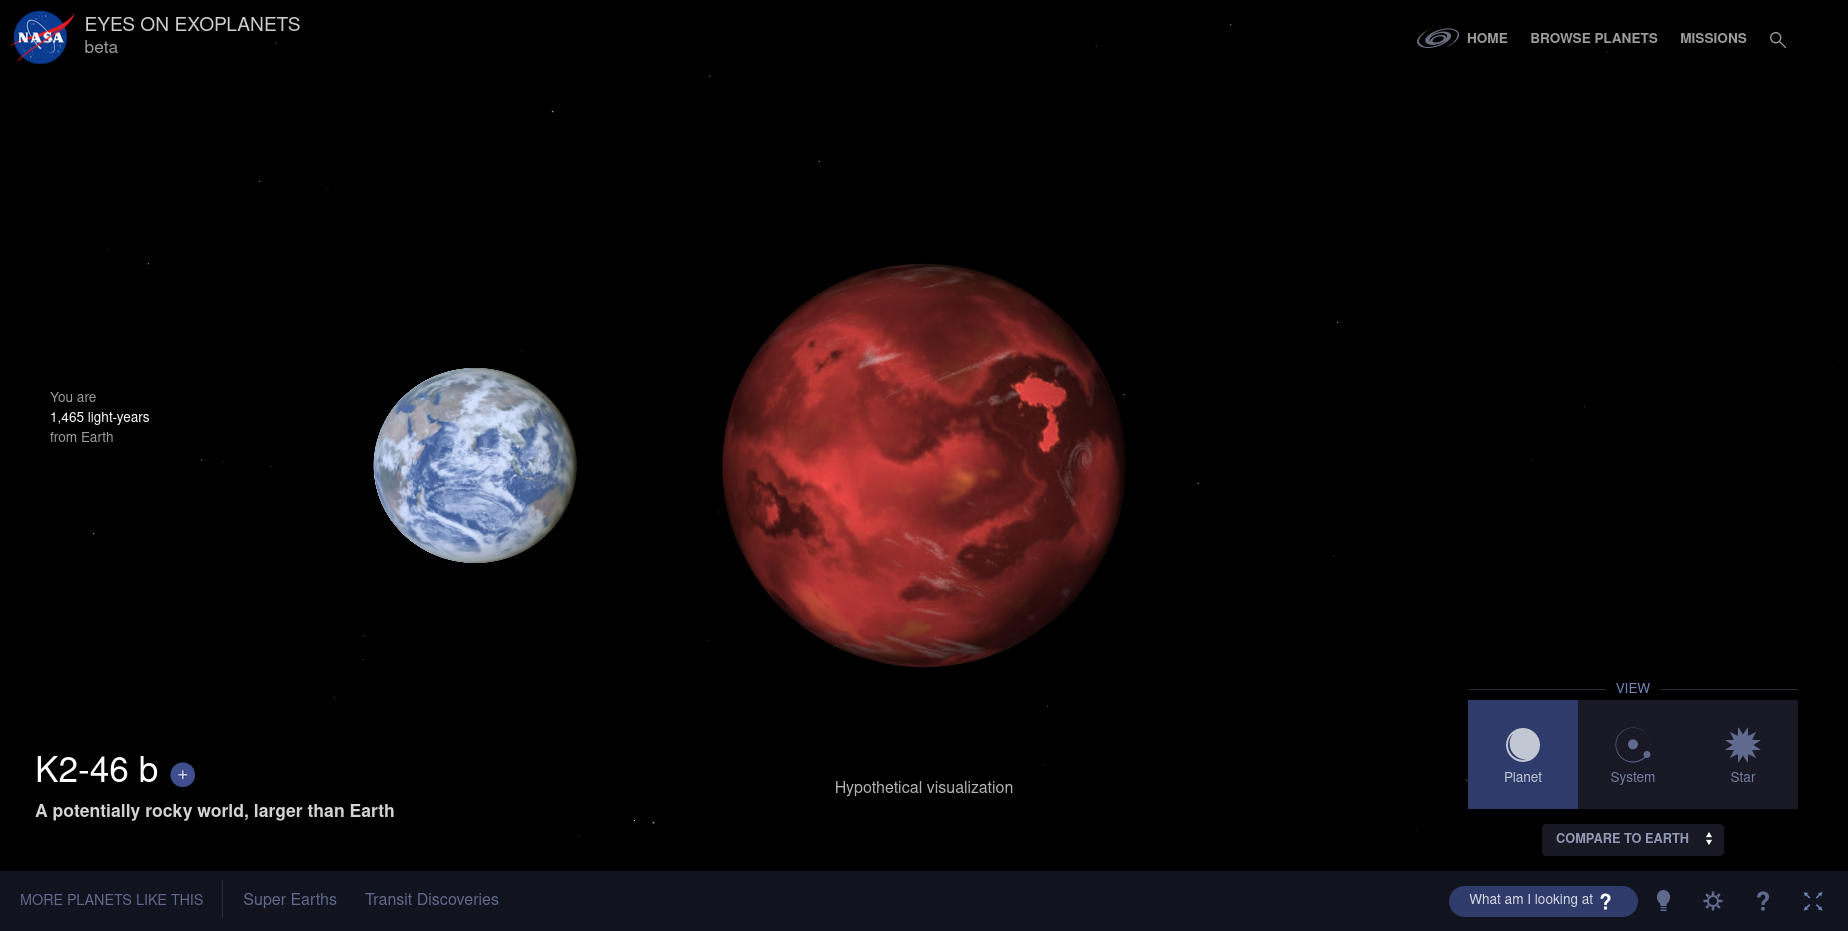 NASA
EYES ON EXOPLANETS
beta
HOME
BROWSE PLANETS
MISSIONS
You are
1,465 light-years
from Earth
K2-46 b +
A potentially rocky world, larger than Earth
Hypothetical visualization
VIEW
Planet
System
Star
COMPARE TO EARTH
MORE PLANETS LIKE THIS
Super Earths
Transit Discoveries
What am I looking at ?
?